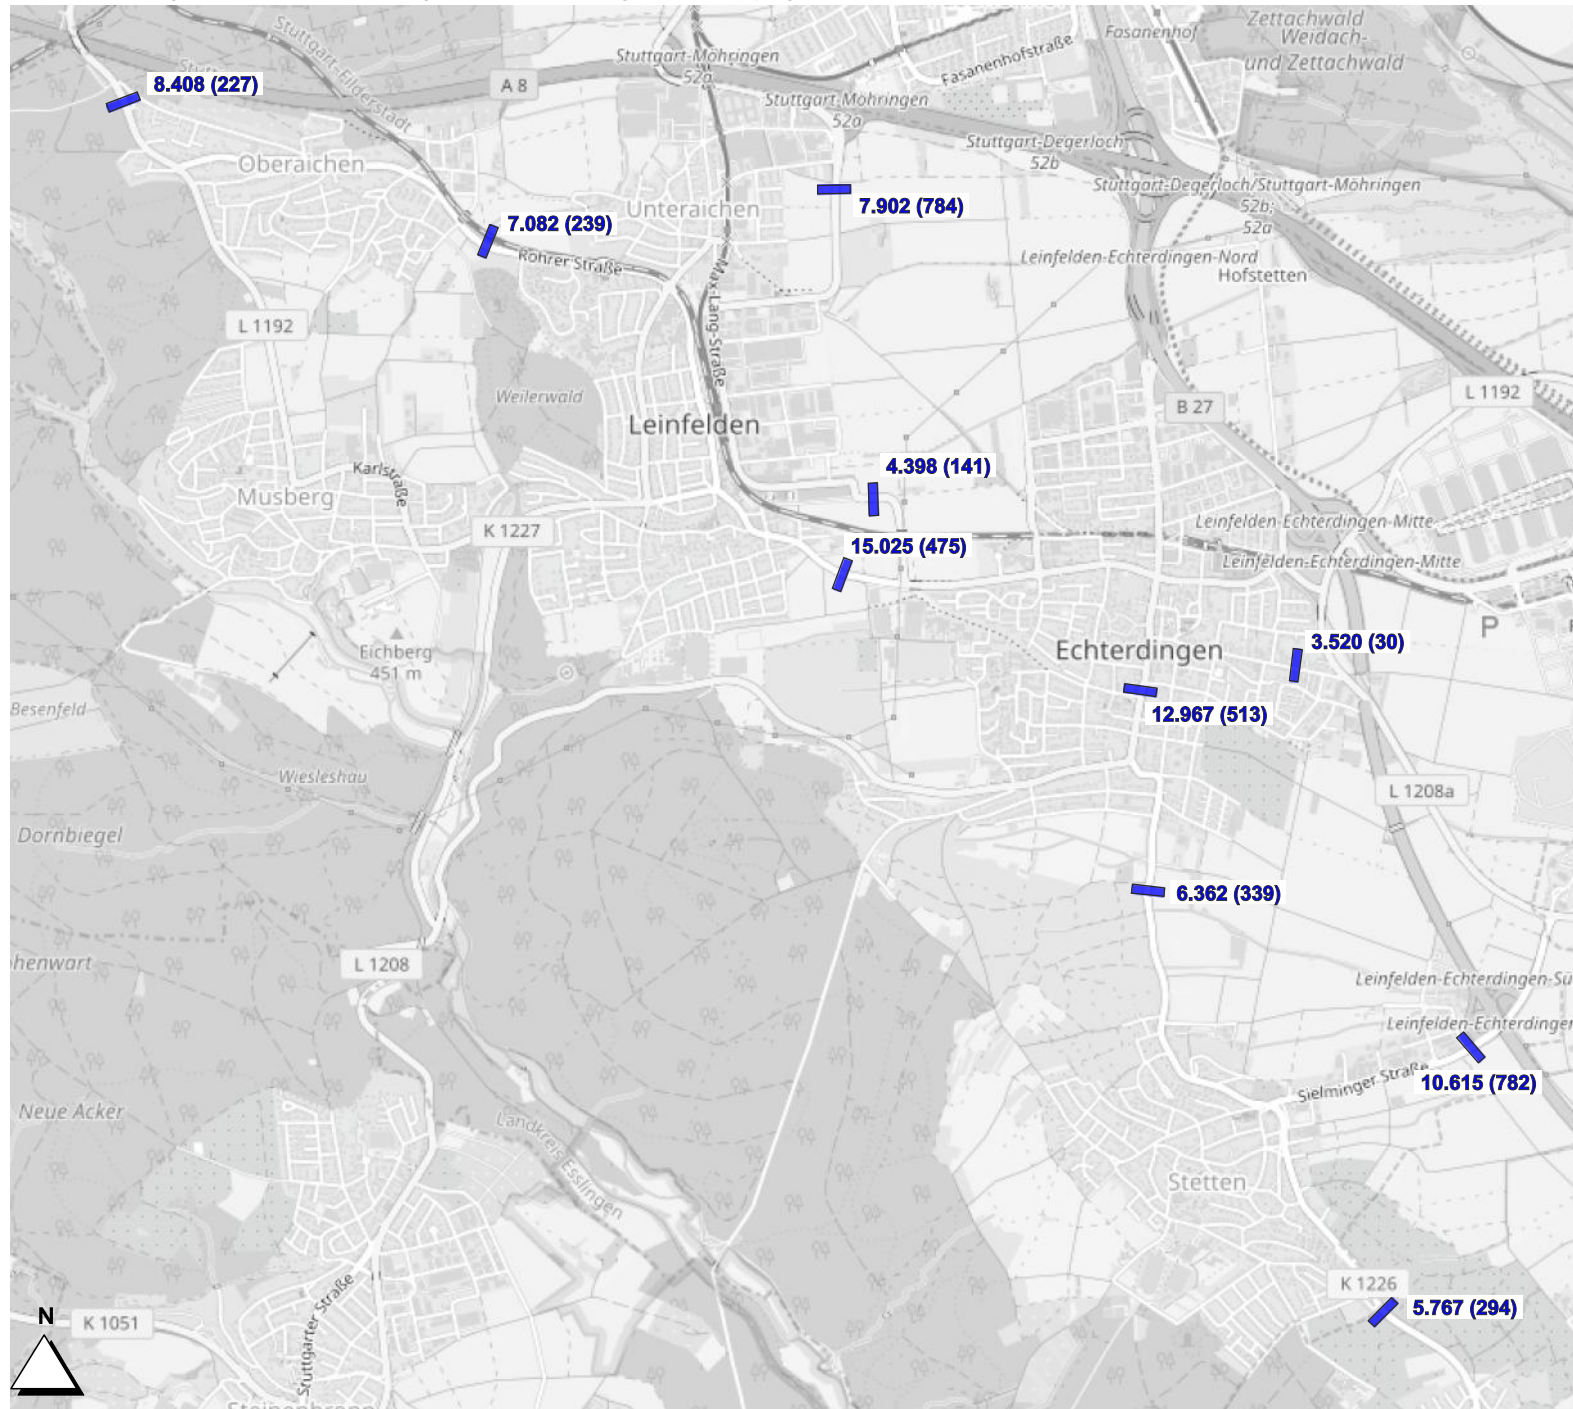 Zettachwald
Weidach-
und Zettachwald
Fasanenhof
Fasanenhofstraße
Stuttgart-Filderstadt
Stuttgart-Möhringen
52a
A 8
8.408 (227)
Stuttgart-Möhringen
52a
Stuttgart-Degerloch
52b
Oberaichen
Stuttgart-Degerloch/Stuttgart-Möhringen
52b;
52a
7.902 (784)
Unteraichen
7.082 (239)
Rohrer Straße
Leinfelden-Echterdingen-Nord
Hofstetten
Max-Lang-Straße
L 1192
L 1192
Weilerwald
B 27
Leinfelden
4.398 (141)
Karlstraße
Musberg
K 1227
Leinfelden-Echterdingen-Mitte
15.025 (475)
Leinfelden-Echterdingen-Mitte
P
3.520 (30)
Eichberg
451 m
Echterdingen
Besenfeld
12.967 (513)
Wiesleshau
L 1208a
Dornbiegel
6.362 (339)
L 1208
henwart
Leinfelden-Echterdingen-Sü
Leinfelden-Echterdingen
10.615 (782)
Sielminger Straße
Neue Acker
Landkreis Esslingen
Stetten
K 1226
5.767 (294)
N
K 1051
Stuttgarter Straße
Steinenbronn